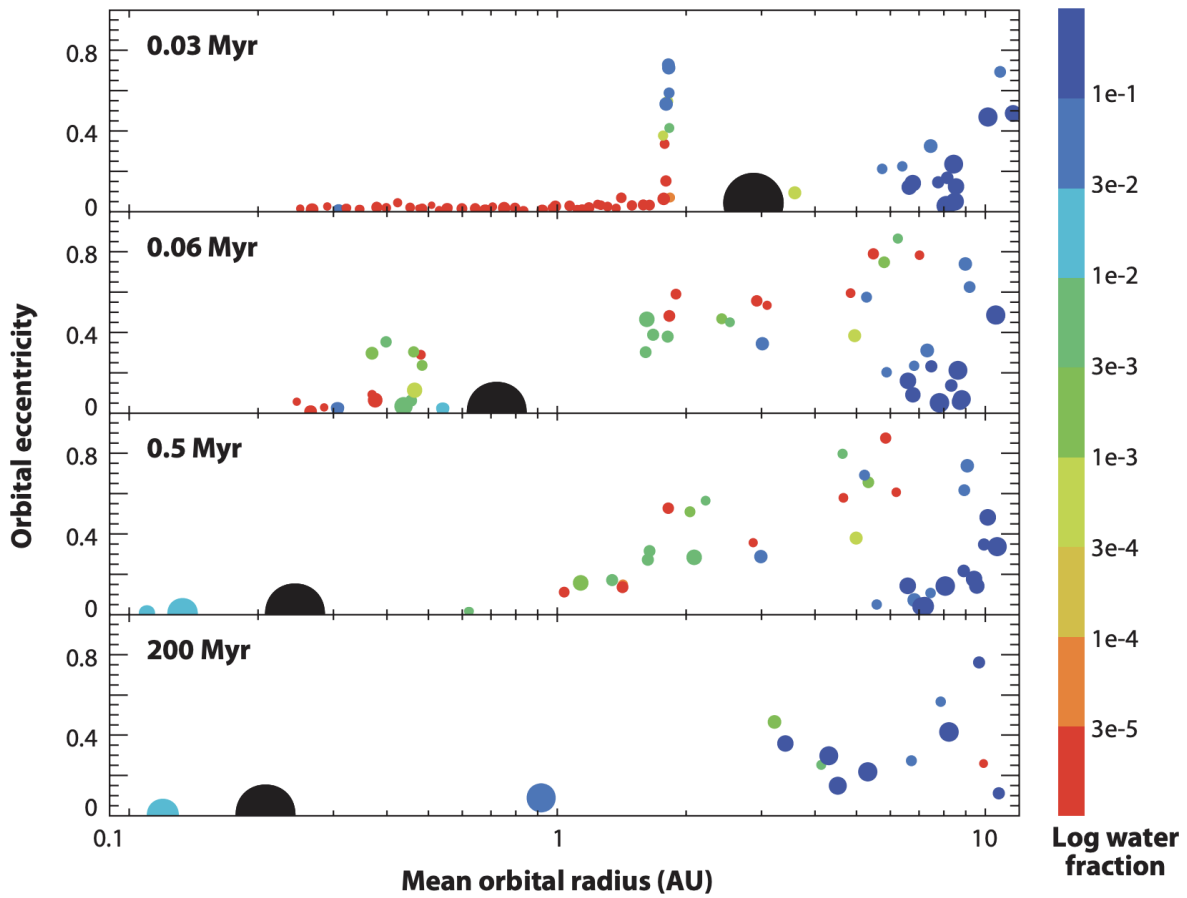 0.03 Myr
0.8
0.4
0
0.06 Myr
0.8
0.4
0
0.5 Myr
0.8
0.4
0
200 Myr
0.8
0.4
0
0.1
1
10
Mean orbital radius (AU)
Orbital eccentricity
1e-1
3e-2
1e-2
3e-3
1e-3
3e-4
1e-4
3e-5
Log water
fraction